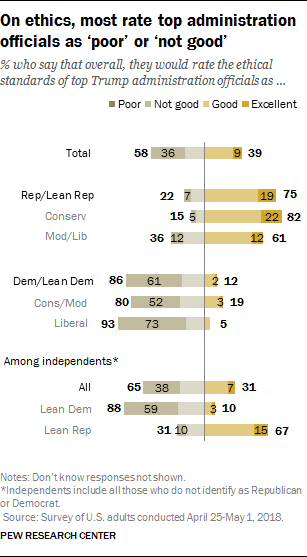 On ethics, most rate top administration
officials as ‘poor’ or ‘not good’
% who say that overall, they would rate the ethical
standards of top Trump administration officials as ...
Poor Not good Good Excellent
Total 58 36 9 39
Rep/Lean Rep 22 7 19 75
Conserv 15 5 22 82
Mod/Lib 36 12 12 61
Dem/Lean Dem 86 61 2 12
Cons/Mod 80 52 3 19
Liberal 93 73 5
Among independents*
All 65 38 7 31
Lean Dem 88 59 3 10
Lean Rep 31 10 15 67
Notes: Don’t know responses not shown.
*Independents include all those who do not identify as Republican
or Democrat.
Source: Survey of U.S. adults conducted April 25-May 1, 2018.
PEW RESEARCH CENTER